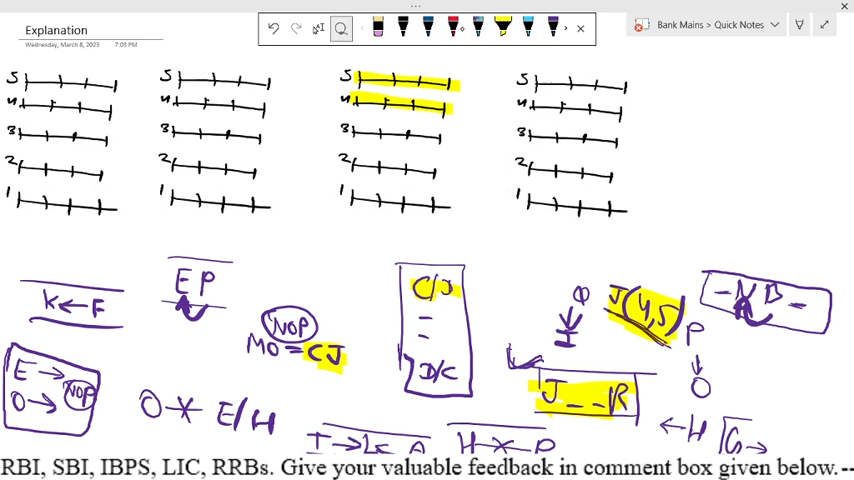 Explanation
Wednesday, March 8, 2023 7:03 PM
Bank Mains > Quick Notes
5 5 5 5
4 4 4 4
3 3 3 3
2 2 2 2
1 1 1 1
K ← F
E P
NOP
MO = CJ
C/J
D/C
J(4,5)
P
O
- N B -
E →
O → NOP
O E/H
J _ _ R
← H
G →
H
RBI, SBI, IBPS, LIC, RRBs. Give your valuable feedback in comment box given below.--